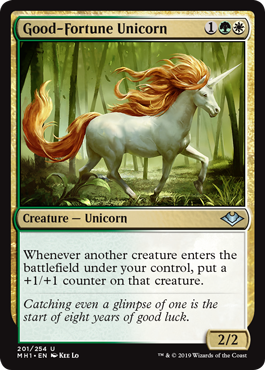 Good-Fortune Unicorn 1
Creature — Unicorn
Whenever another creature enters the
battlefield under your control, put a
+1/+1 counter on that creature.
Catching even a glimpse of one is the
start of eight years of good luck.
2/2
201/254 U
MH1 • EN Kee Lo ™ & © 2019 Wizards of the Coast